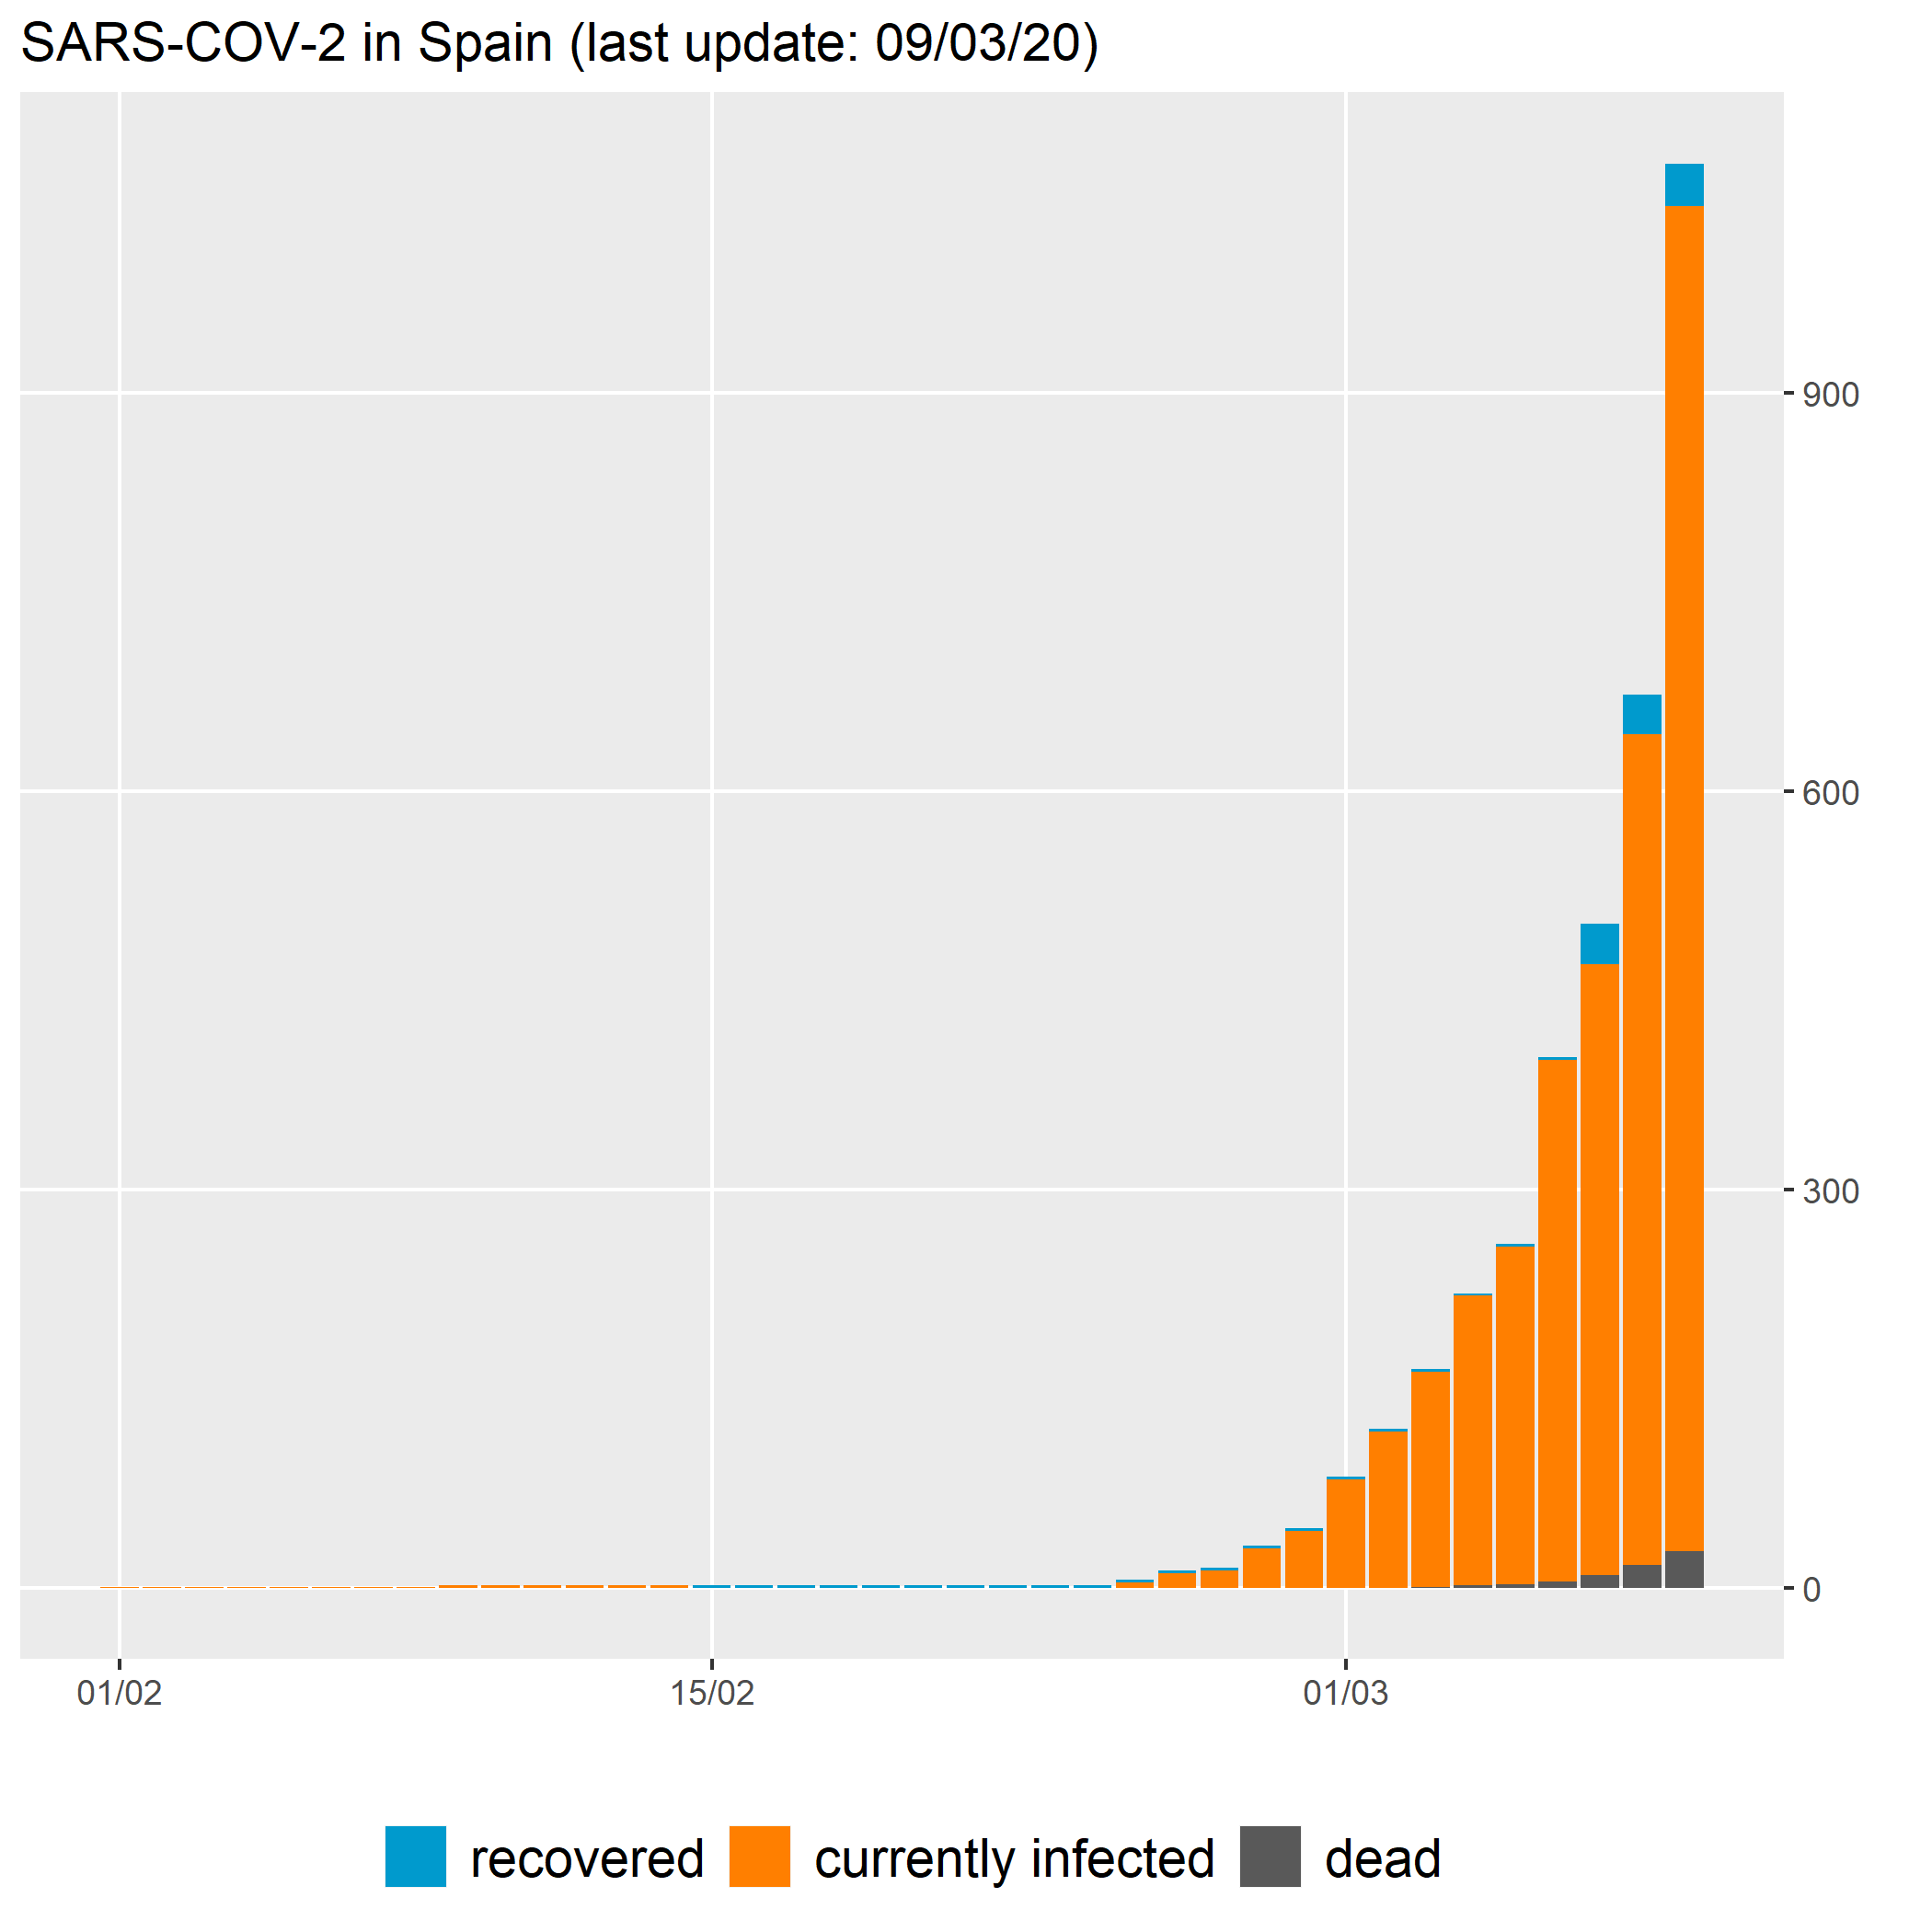 SARS-COV-2 in Spain (last update: 09/03/20)
900
600
300
0
01/02 15/02 01/03
recovered currently infected dead